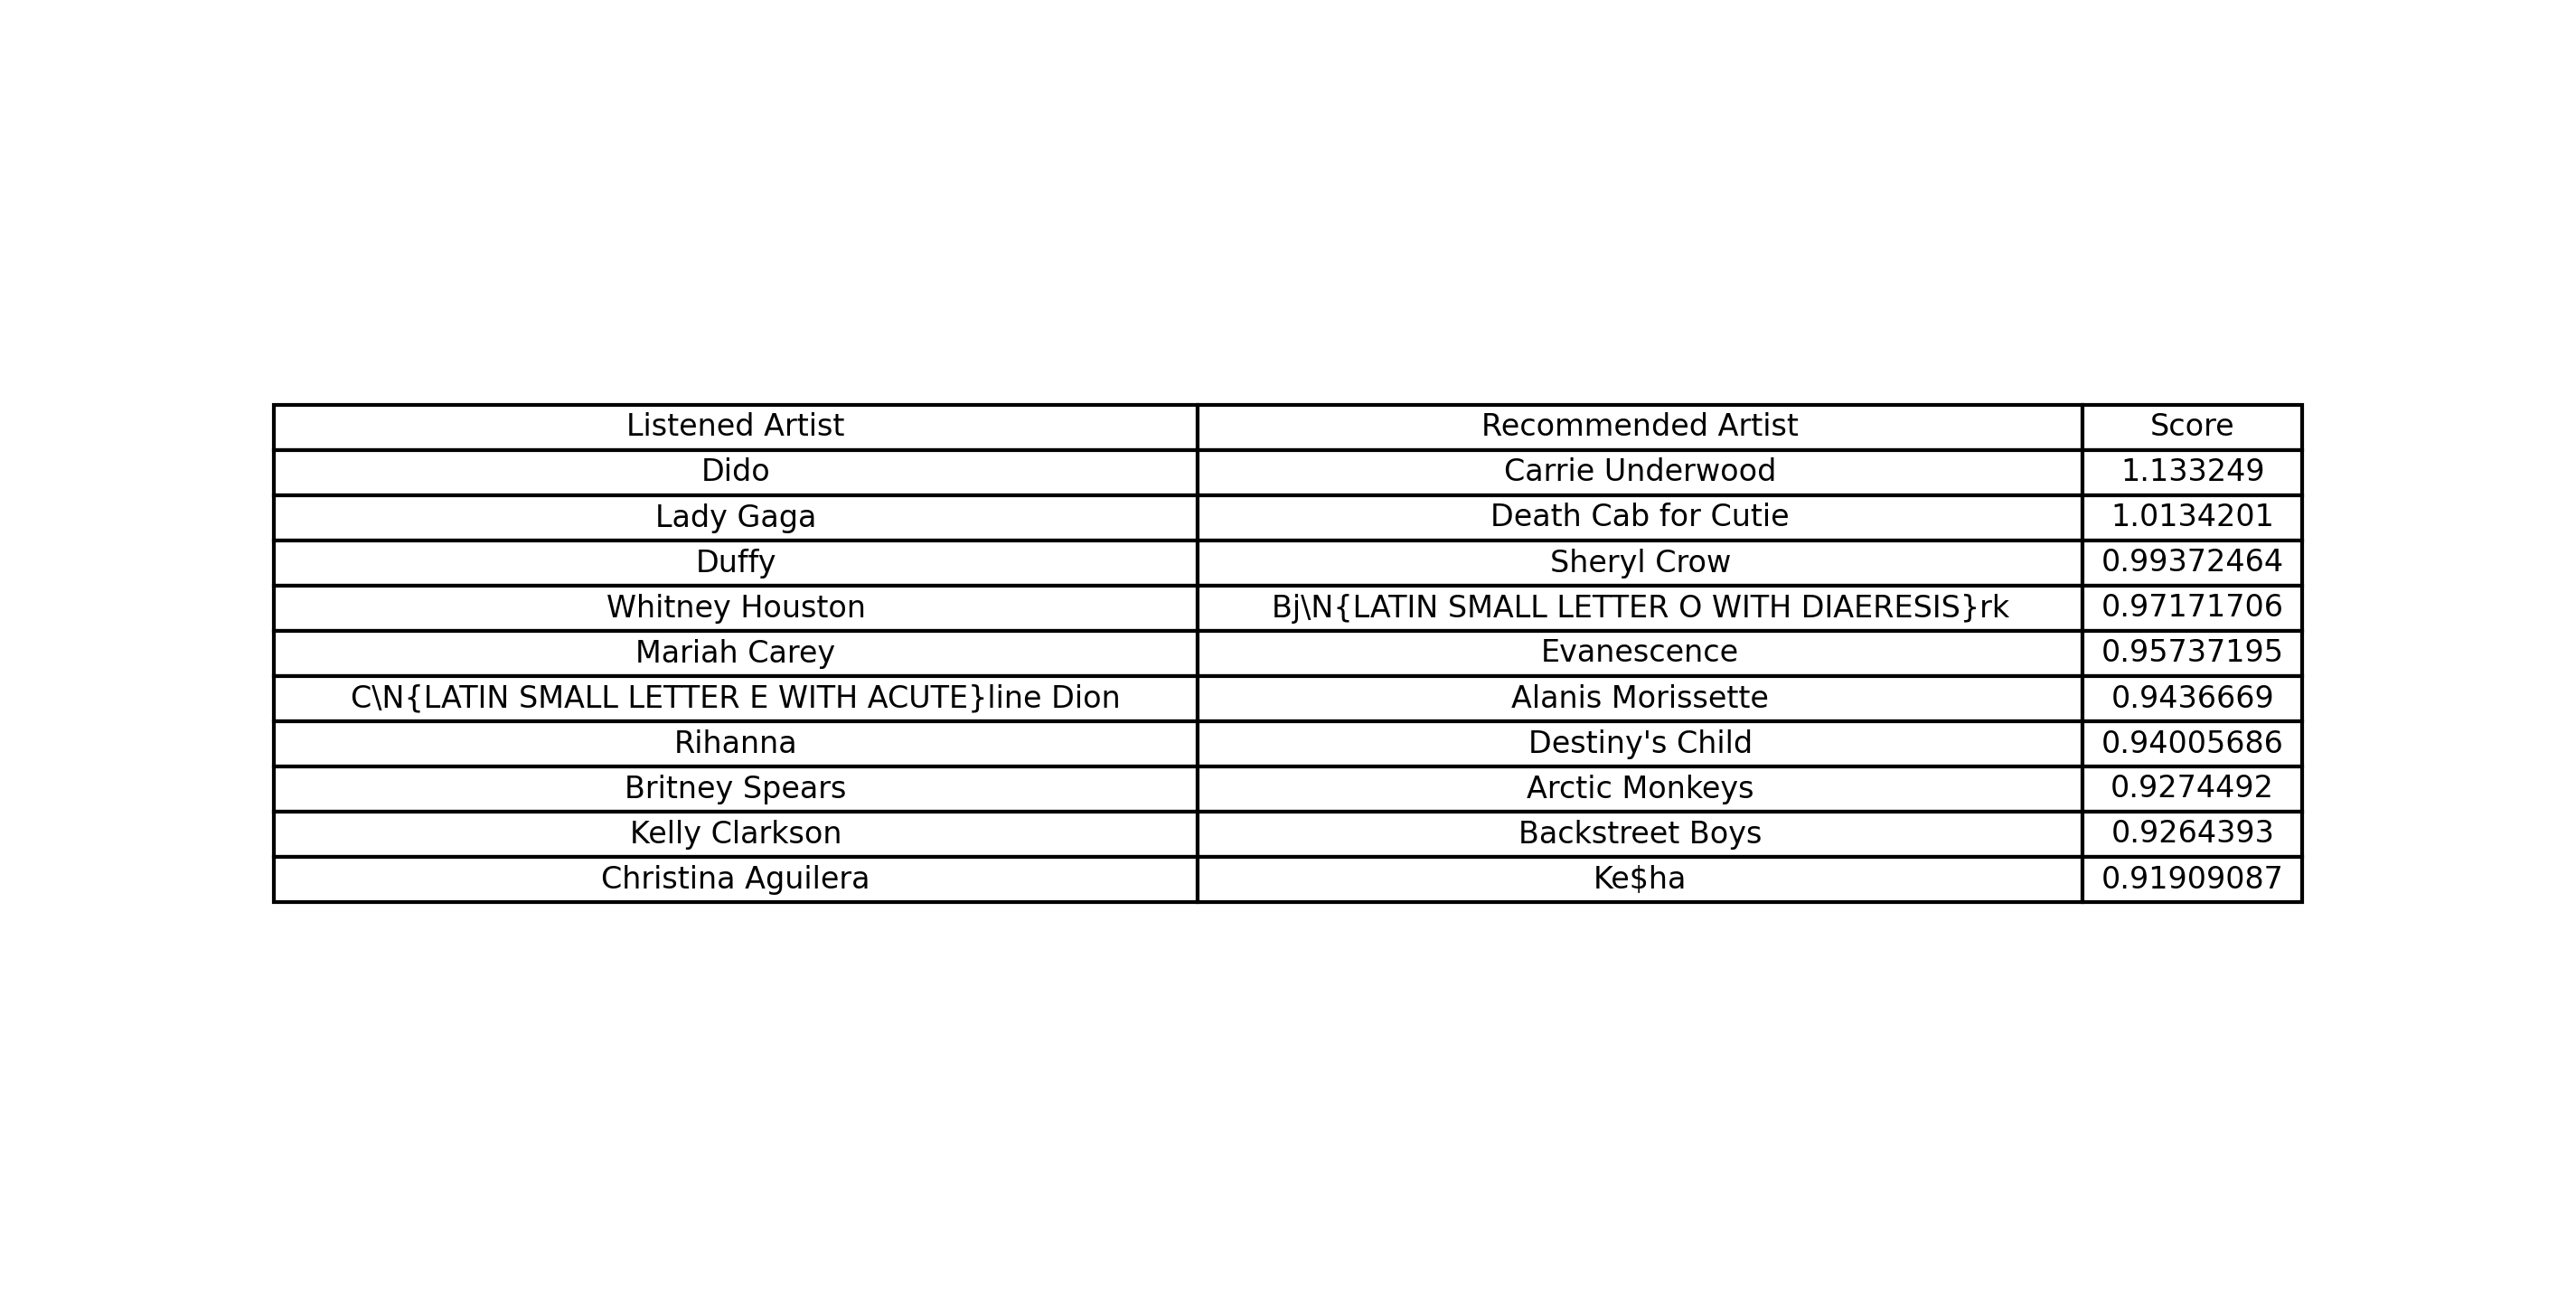 Listened Artist Recommended Artist Score
Dido Carrie Underwood 1.133249
Lady Gaga Death Cab for Cutie 1.0134201
Duffy Sheryl Crow 0.99372464
Whitney Houston Bj\N{LATIN SMALL LETTER O WITH DIAERESIS}rk 0.97171706
Mariah Carey Evanescence 0.95737195
C\N{LATIN SMALL LETTER E WITH ACUTE}line Dion Alanis Morissette 0.9436669
Rihanna Destiny's Child 0.94005686
Britney Spears Arctic Monkeys 0.9274492
Kelly Clarkson Backstreet Boys 0.9264393
Christina Aguilera Ke$ha 0.91909087